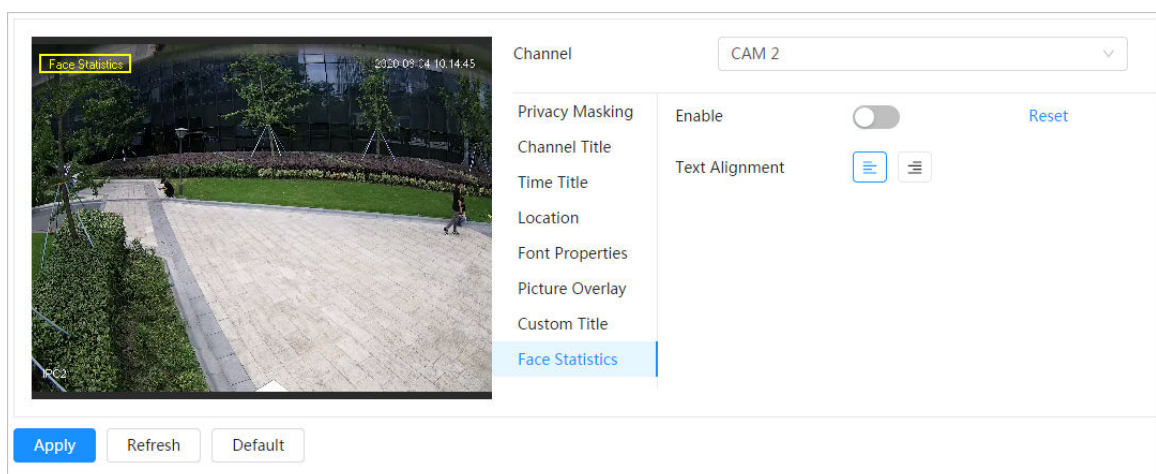 Face Statistics
2020-09-04 10:14:45
IPC2
Channel
CAM 2
Privacy Masking
Channel Title
Time Title
Location
Font Properties
Picture Overlay
Custom Title
Face Statistics
Enable
Reset
Text Alignment
Apply
Refresh
Default